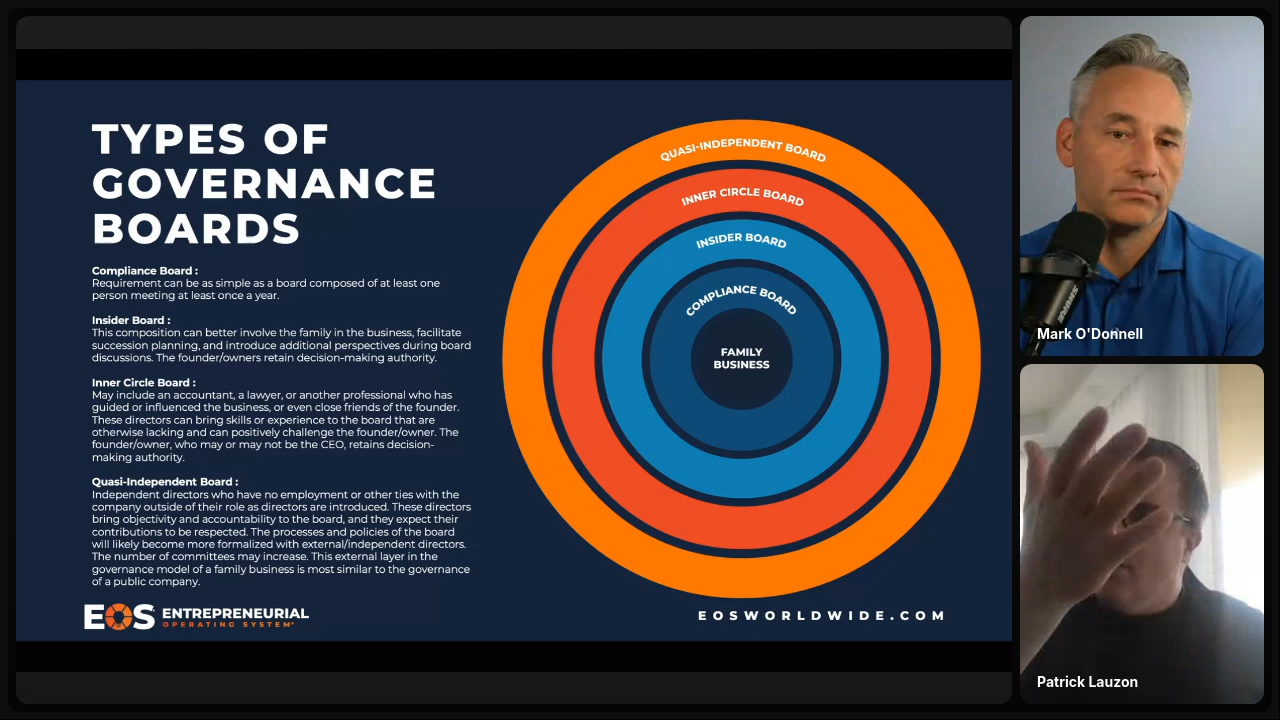 TYPES OF
GOVERNANCE
BOARDS
Compliance Board :
Requirement can be as simple as a board composed of at least one
person meeting at least once a year.
Insider Board :
This composition can better involve the family in the business, facilitate
succession planning, and introduce additional perspectives during board
discussions. The founder/owners retain decision-making authority.
Inner Circle Board :
May include an accountant, a lawyer, or another professional who has
guided or influenced the business, or even close friends of the founder.
These directors can bring skills or experience to the board that are
otherwise lacking and can positively challenge the founder/owner. The
founder/owner, who may or may not be the CEO, retains decision-
making authority.
Quasi-Independent Board :
Independent directors who have no employment or other ties with the
company outside of their role as directors are introduced. These directors
bring objectivity and accountability to the board, and they expect their
contributions to be respected. The processes and policies of the board
will likely become more formalized with external/independent directors.
The number of committees may increase. This external layer in the
governance model of a family business is most similar to the governance
of a public company.
EOS ENTREPRENEURIAL
OPERATING SYSTEM
QUASI-INDEPENDENT BOARD
INNER CIRCLE BOARD
INSIDER BOARD
COMPLIANCE BOARD
FAMILY
BUSINESS
EOSWORLDWIDE.COM
SHURE
Mark O'Donnell
Patrick Lauzon